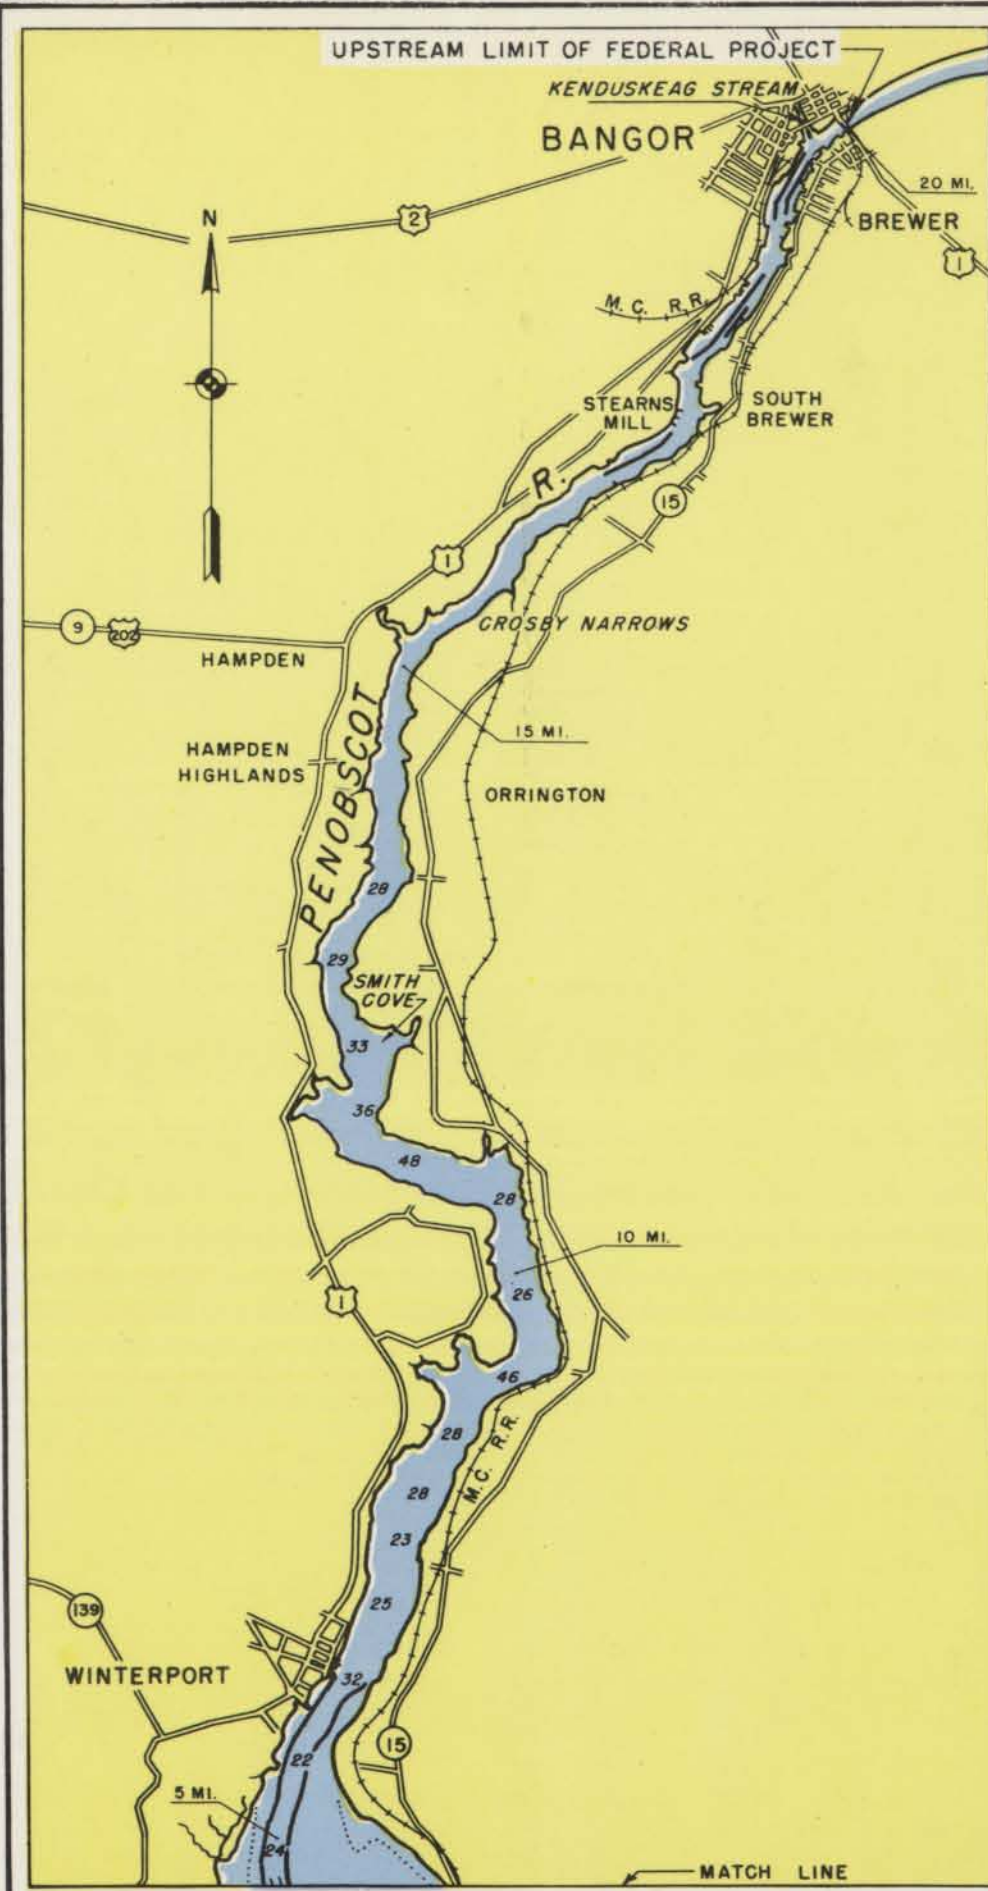 UPSTREAM LIMIT OF FEDERAL PROJECT
KENDUSKEAG STREAM
BANGOR
20 MI.
N
2
BREWER
1
M. C. R.R.
STEARNS
MILL
SOUTH
BREWER
R.
15
1
CROSBY NARROWS
9
202
HAMPDEN
PENOBSCOT
15 MI.
HAMPDEN
HIGHLANDS
ORRINGTON
28
29
SMITH
COVE
33
36
48
28
10 MI.
26
1
46
28
M.C. R.R.
28
23
25
139
WINTERPORT
32
15
22
5 MI.
24
MATCH LINE